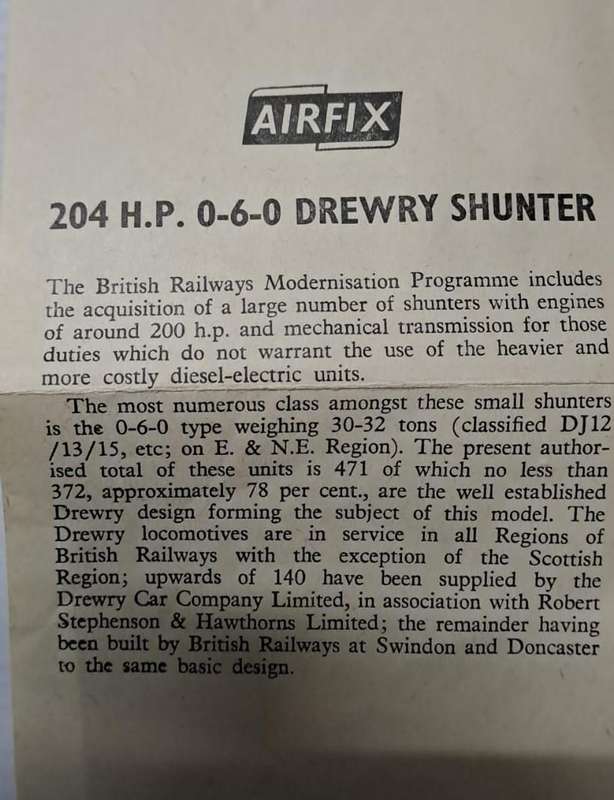 AIRFIX
204 H.P. 0-6-0 DREWRY SHUNTER
The British Railways Modernisation Programme includes
the acquisition of a large number of shunters with engines
of around 200 h.p. and mechanical transmission for those
duties which do not warrant the use of the heavier and
more costly diesel-electric units.
The most numerous class amongst these small shunters
is the 0-6-0 type weighing 30-32 tons (classified DJ12
/13/15, etc; on E. & N.E. Region). The present author-
ised total of these units is 471 of which no less than
372, approximately 78 per cent., are the well established
Drewry design forming the subject of this model. The
Drewry locomotives are in service in all Regions of
British Railways with the exception of the Scottish
Region; upwards of 140 have been supplied by the
Drewry Car Company Limited, in association with Robert
Stephenson & Hawthorns Limited; the remainder having
been built by British Railways at Swindon and Doncaster
to the same basic design.